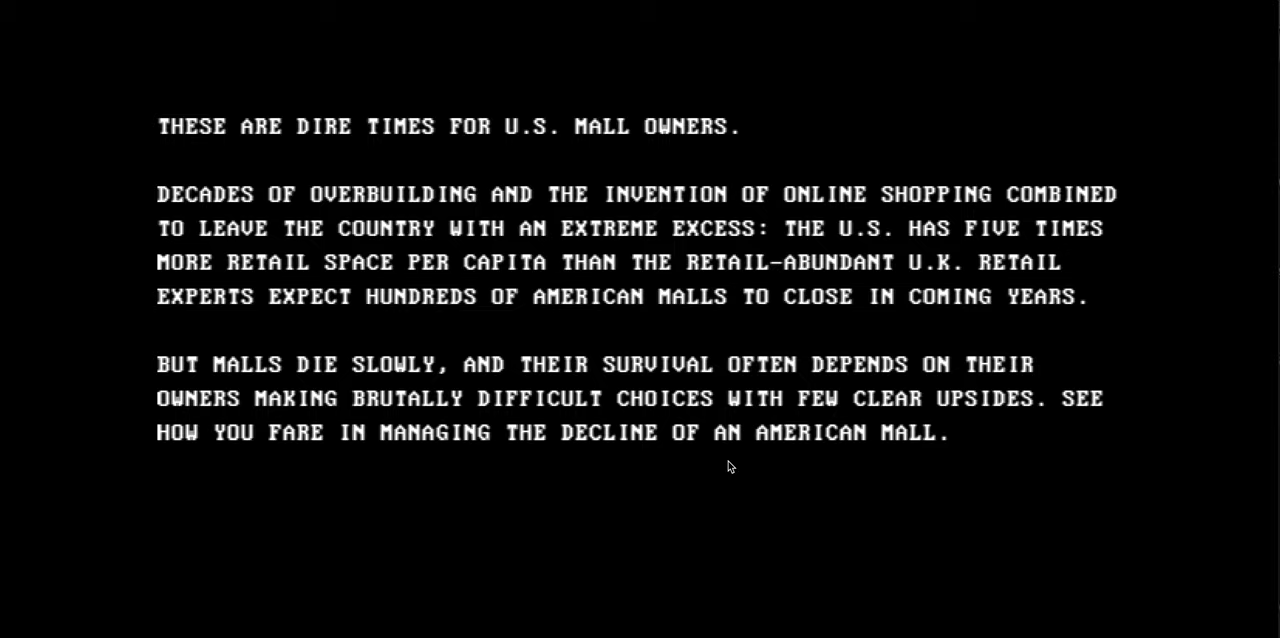 THESE ARE DIRE TIMES FOR U.S. MALL OWNERS.
DECADES OF OVERBUILDING AND THE INVENTION OF ONLINE SHOPPING COMBINED
TO LEAVE THE COUNTRY WITH AN EXTREME EXCESS: THE U.S. HAS FIVE TIMES
MORE RETAIL SPACE PER CAPITA THAN THE RETAIL-ABUNDANT U.K. RETAIL
EXPERTS EXPECT HUNDREDS OF AMERICAN MALLS TO CLOSE IN COMING YEARS.
BUT MALLS DIE SLOWLY, AND THEIR SURVIVAL OFTEN DEPENDS ON THEIR
OWNERS MAKING BRUTALLY DIFFICULT CHOICES WITH FEW CLEAR UPSIDES. SEE
HOW YOU FARE IN MANAGING THE DECLINE OF AN AMERICAN MALL.